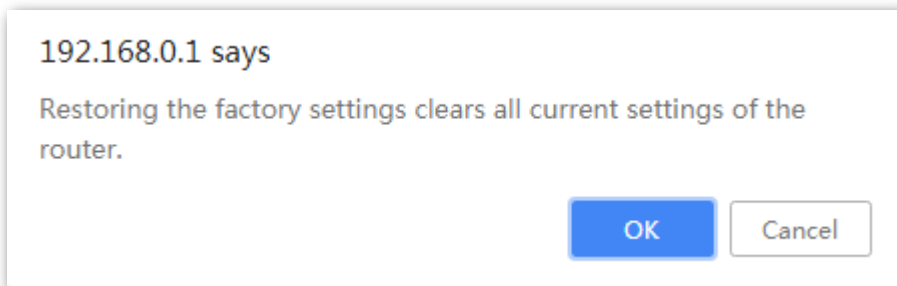 192.168.0.1 says
Restoring the factory settings clears all current settings of the
router.
OK
Cancel